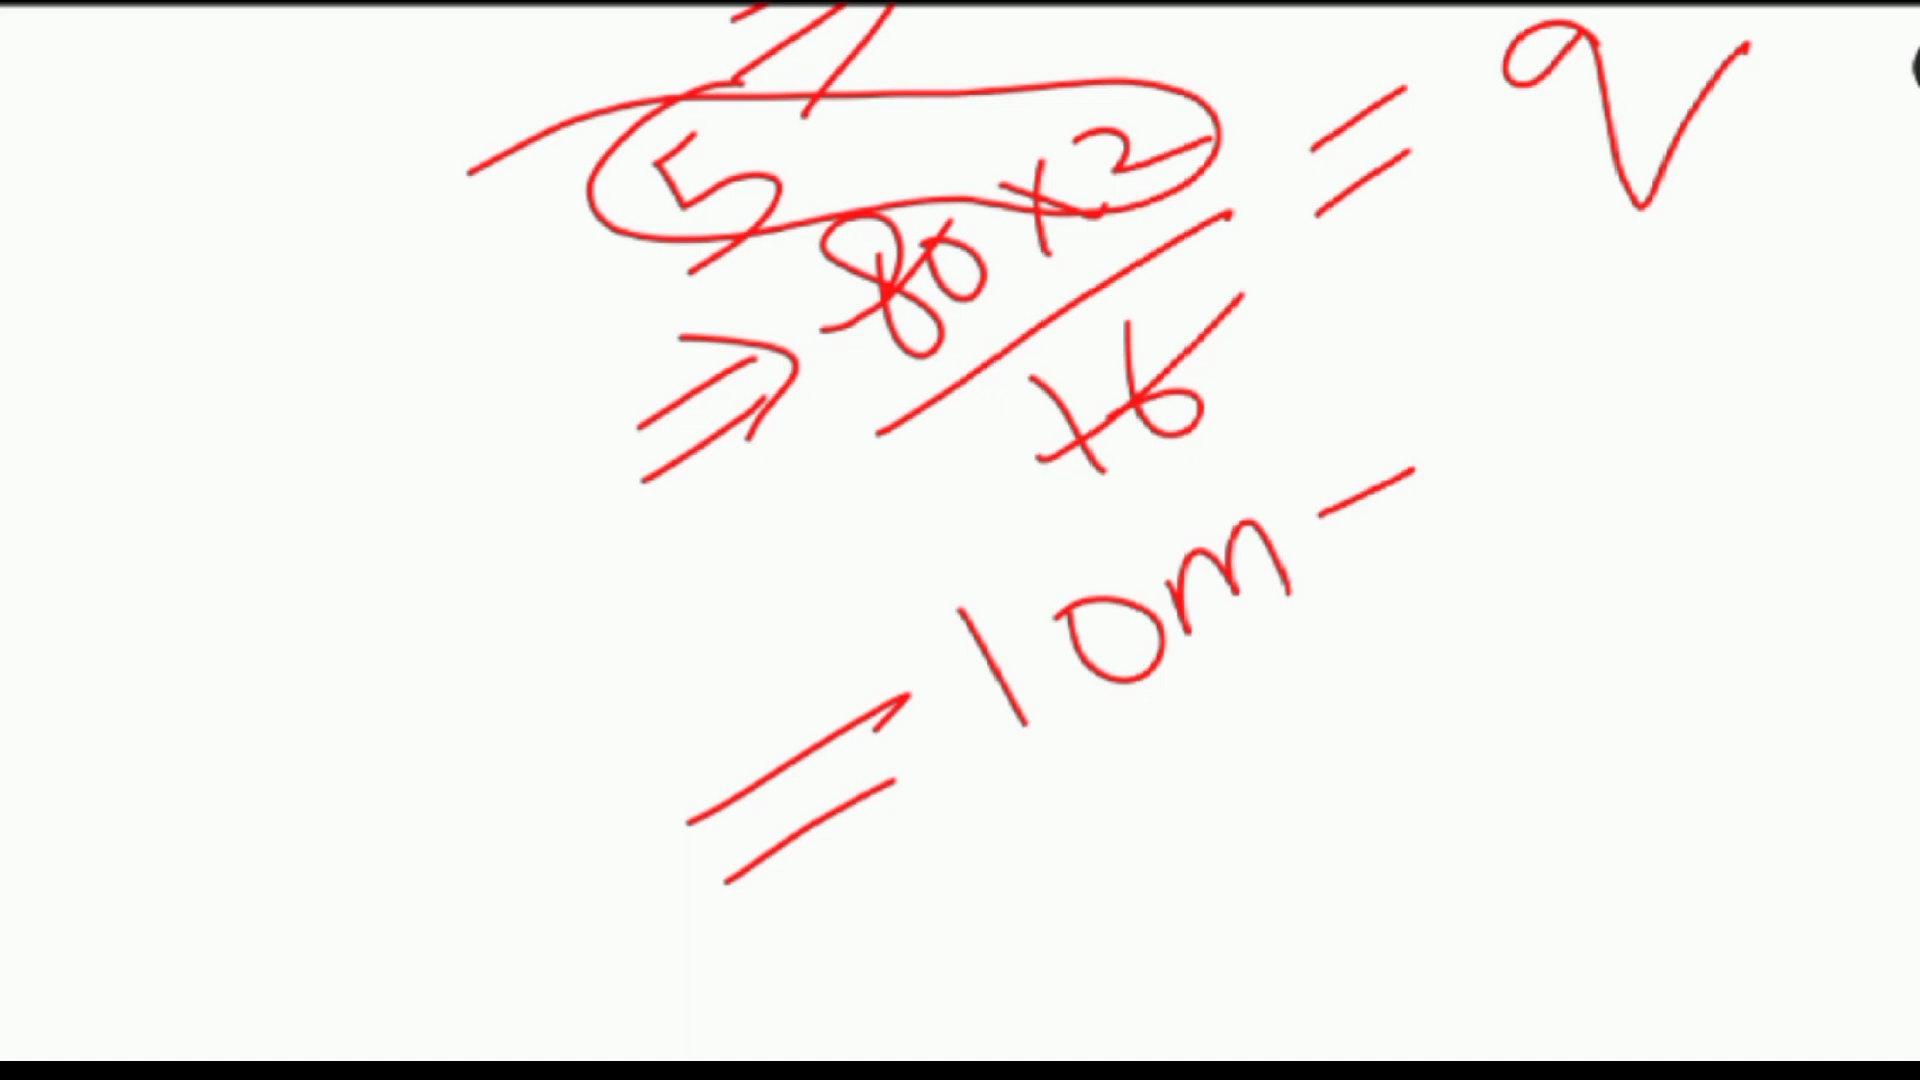 5
⇒ 80 × 2 / 16 = a
= 10m